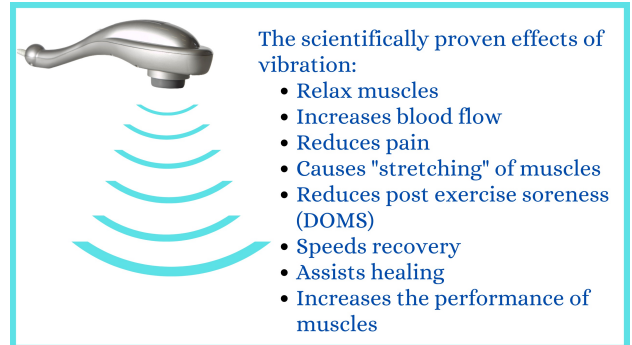 The scientifically proven effects of
vibration:
• Relax muscles
• Increases blood flow
• Reduces pain
• Causes "stretching" of muscles
• Reduces post exercise soreness
(DOMS)
• Speeds recovery
• Assists healing
• Increases the performance of
muscles